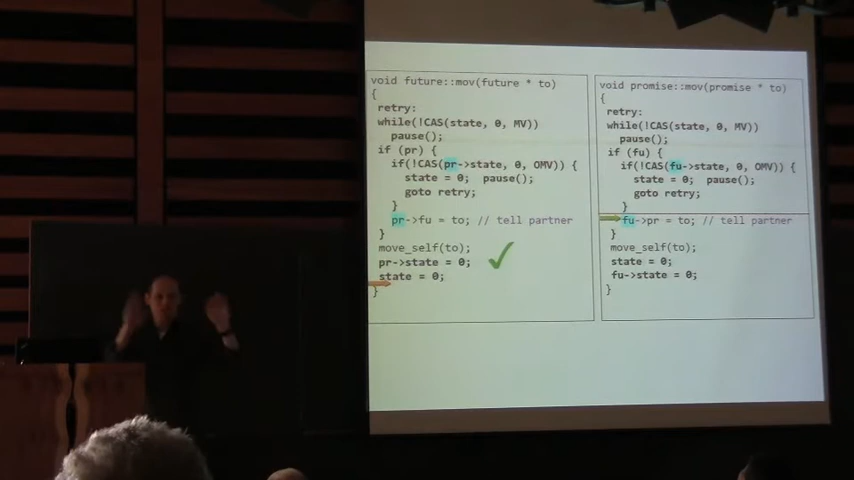 void future::mov(future * to)
{
retry:
while(!CAS(state, 0, MV))
pause();
if (pr) {
if(!CAS(pr->state, 0, OMV)) {
state = 0; pause();
goto retry;
}
pr->fu = to; // tell partner
}
move_self(to);
pr->state = 0;
state = 0;
}
void promise::mov(promise * to)
{
retry:
while(!CAS(state, 0, MV))
pause();
if (fu) {
if(!CAS(fu->state, 0, OMV)) {
state = 0; pause();
goto retry;
}
fu->pr = to; // tell partner
}
move_self(to);
state = 0;
fu->state = 0;
}